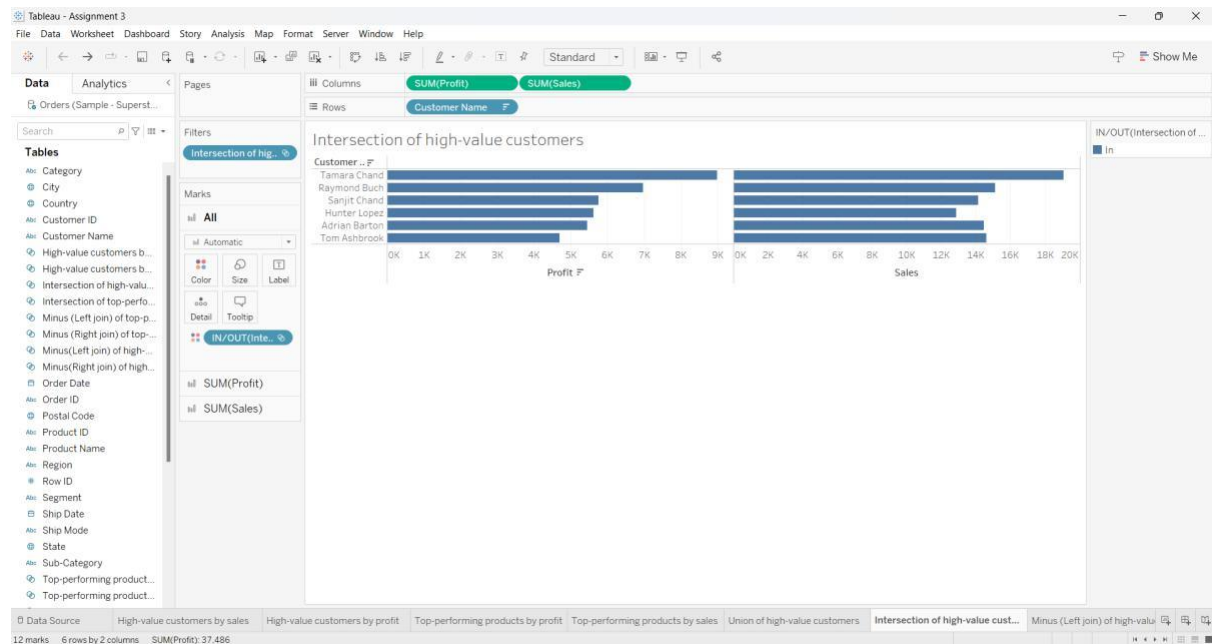 Tableau - Assignment 3
File Data Worksheet Dashboard Story Analysis Map Format Server Window Help
Standard
Show Me
Data Analytics
Orders (Sample - Superst...
Search
Tables
Abc Category
City
Country
Abc Customer ID
Abc Customer Name
High-value customers b...
High-value customers b...
Intersection of high-valu...
Intersection of top-perfo...
Minus (Left join) of top-p...
Minus (Right join) of top-...
Minus(Left join) of high-...
Minus(Right join) of high...
Order Date
Abc Order ID
Postal Code
Abc Product ID
Abc Product Name
Abc Region
Row ID
Abc Segment
Ship Date
Abc Ship Mode
State
Abc Sub-Category
Top-performing product...
Top-performing product...
Pages
Filters
Intersection of hig..
Marks
All
Automatic
Color Size Label
Detail Tooltip
IN/OUT(Inte..
SUM(Profit)
SUM(Sales)
Columns SUM(Profit) SUM(Sales)
Rows Customer Name
Intersection of high-value customers
Customer ..
Tamara Chand
Raymond Buch
Sanjit Chand
Hunter Lopez
Adrian Barton
Tom Ashbrook
0K 1K 2K 3K 4K 5K 6K 7K 8K 9K 0K 2K 4K 6K 8K 10K 12K 14K 16K 18K 20K
Profit Sales
IN/OUT(Intersection of ...
In
Data Source High-value customers by sales High-value customers by profit Top-performing products by profit Top-performing products by sales Union of high-value customers Intersection of high-value cust... Minus (Left join) of high-valu
12 marks 6 rows by 2 columns SUM(Profit): 37,486